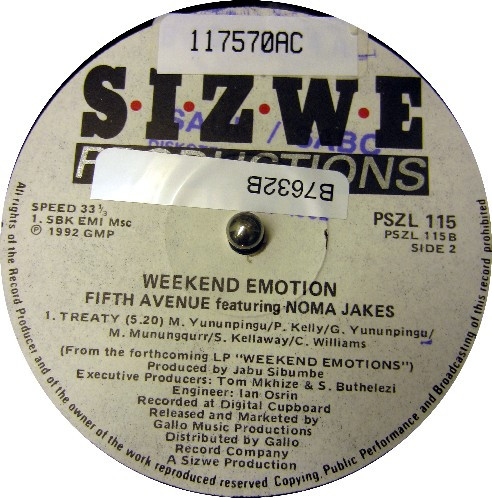 117570AC
S·I·Z·W·E
SABC
PRODUCTIONS
B7632B
SPEED 33 1/3
1. SBK EMI Msc
℗ 1992 GMP
PSZL 115
PSZL 115B
SIDE 2
WEEKEND EMOTION
FIFTH AVENUE featuring NOMA JAKES
1. TREATY (5.20) M. Yununpingu/P. Kelly/G. Yununpingu/
M. Munungqurr/S. Kellaway/C. Williams
(From the forthcoming LP "WEEKEND EMOTIONS")
Produced by Jabu Sibumbe
Executive Producers: Tom Mkhize & S. Buthelezi
Engineer: Ian Osrin
Recorded at Digital Cupboard
Released and Marketed by
Gallo Music Productions
Distributed by Gallo
Record Company
A Sizwe Production
All rights of the Record Producer and of the owner of the work reproduced reserved Copying, Public Performance and Broadcasting of this record prohibited